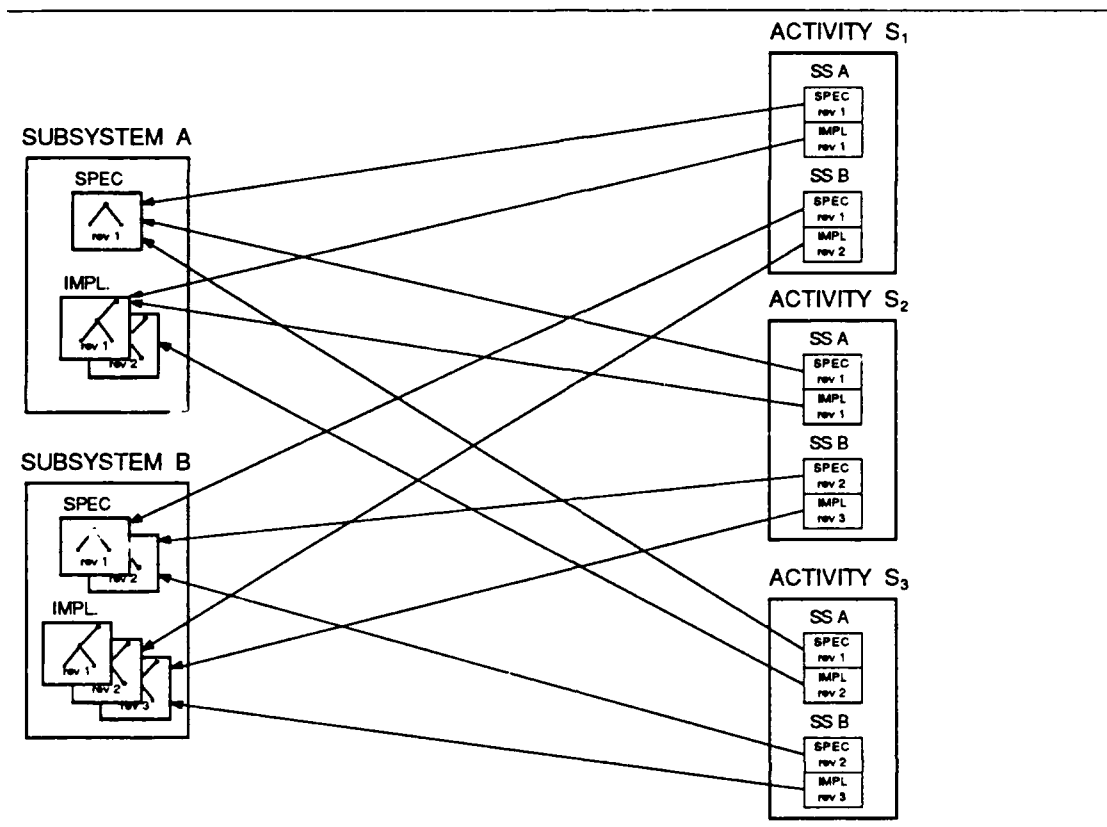 SUBSYSTEM A
SPEC
rev 1
IMPL.
rev 1
rev 2
SUBSYSTEM B
SPEC
rev 1
rev 2
IMPL.
rev 1
rev 2
rev 3
ACTIVITY S₁
SS A
SPEC
rev 1
IMPL
rev 1
SS B
SPEC
rev 1
IMPL
rev 2
ACTIVITY S₂
SS A
SPEC
rev 1
IMPL
rev 1
SS B
SPEC
rev 2
IMPL
rev 3
ACTIVITY S₃
SS A
SPEC
rev 1
IMPL
rev 2
SS B
SPEC
rev 2
IMPL
rev 3